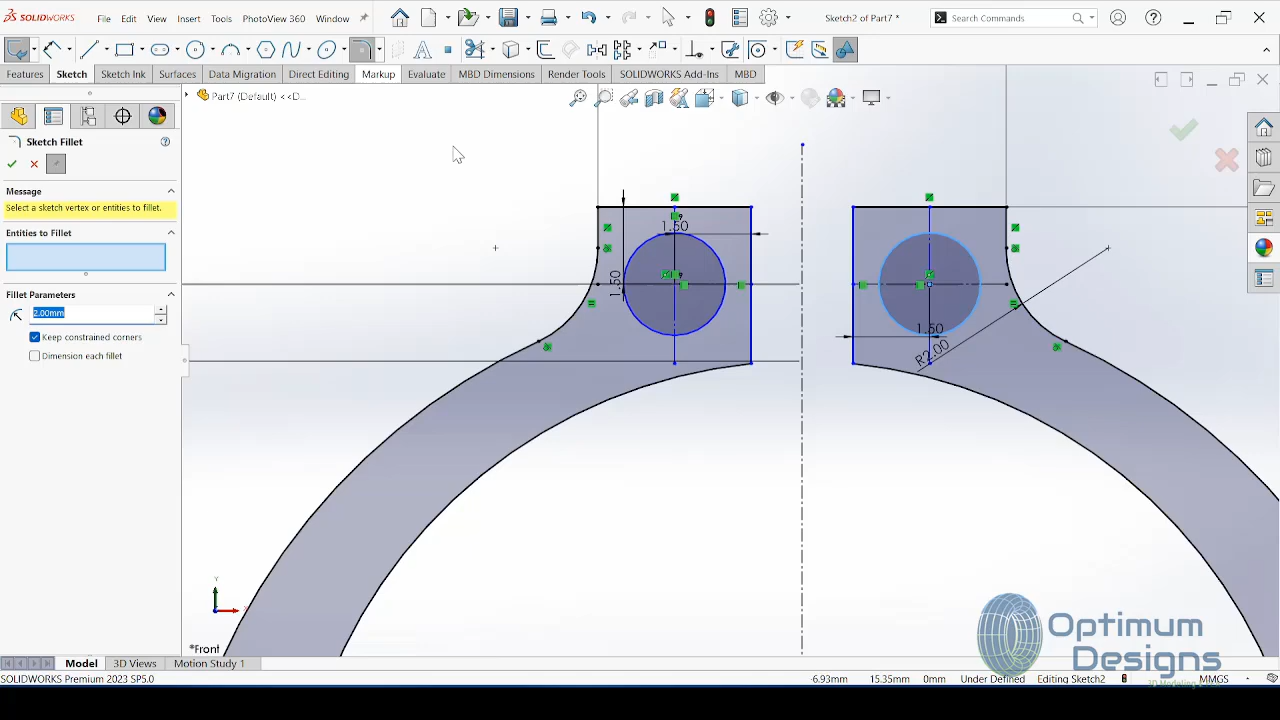 SOLIDWORKS
File
Edit
View
Insert
Tools
PhotoView 360
Window
Sketch2 of Part7 *
Search Commands
Features
Sketch
Sketch Ink
Surfaces
Data Migration
Direct Editing
Markup
Evaluate
MBD Dimensions
Render Tools
SOLIDWORKS Add-Ins
MBD
Part7 (Default) <<D...
Sketch Fillet
Message
Select a sketch vertex or entities to fillet.
Entities to Fillet
Fillet Parameters
2.00mm
Keep constrained corners
Dimension each fillet
1.50
1.50
1.50
R2.00
Y
*Front
Optimum
Designs
Model
3D Views
Motion Study 1
SOLIDWORKS Premium 2023 SP5.0
-6.93mm
15.35mm
0mm
Under Defined
Editing Sketch2
MMGS